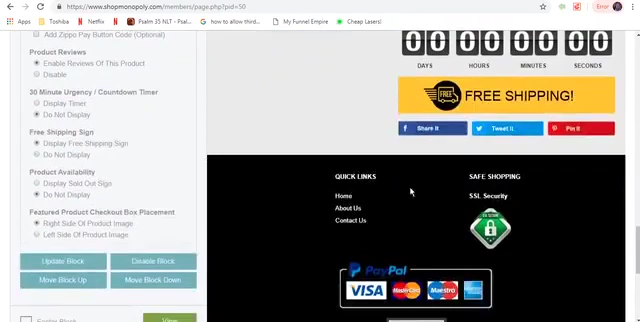 https://www.shopmonopoly.com/members/page.php?pid=50
Error
Apps
Toshiba
Netflix
Psalm 35 NLT - Psal...
how to allow third...
My Funnel Empire
Cheap Lasers!
Add Zippo Pay Button Code (Optional)
Product Reviews
Enable Reviews Of This Product
Disable
30 Minute Urgency / Countdown Timer
Display Timer
Do Not Display
Free Shipping Sign
Display Free Shipping Sign
Do Not Display
Product Availability
Display Sold Out Sign
Do Not Display
Featured Product Checkout Box Placement
Right Side Of Product Image
Left Side Of Product Image
Update Block
Disable Block
Move Block Up
Move Block Down
View
00 00 00 00
DAYS HOURS MINUTES SECONDS
FREE
FREE SHIPPING!
Share It
Tweet It
Pin it
QUICK LINKS
Home
About Us
Contact Us
SAFE SHOPPING
SSL Security
PayPal
VISA MasterCard Maestro